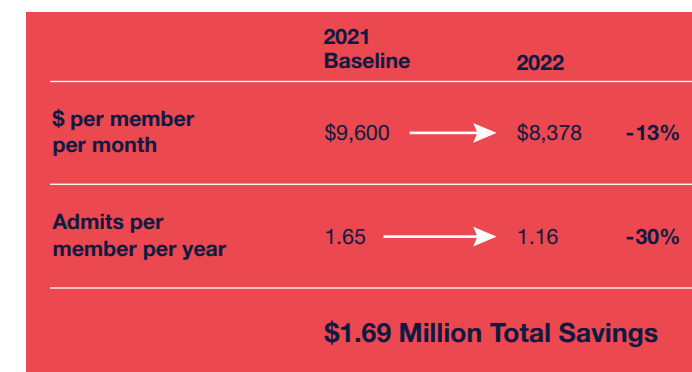 2021
Baseline 2022
$ per member
per month $9,600 $8,378 -13%
Admits per
member per year 1.65 1.16 -30%
$1.69 Million Total Savings